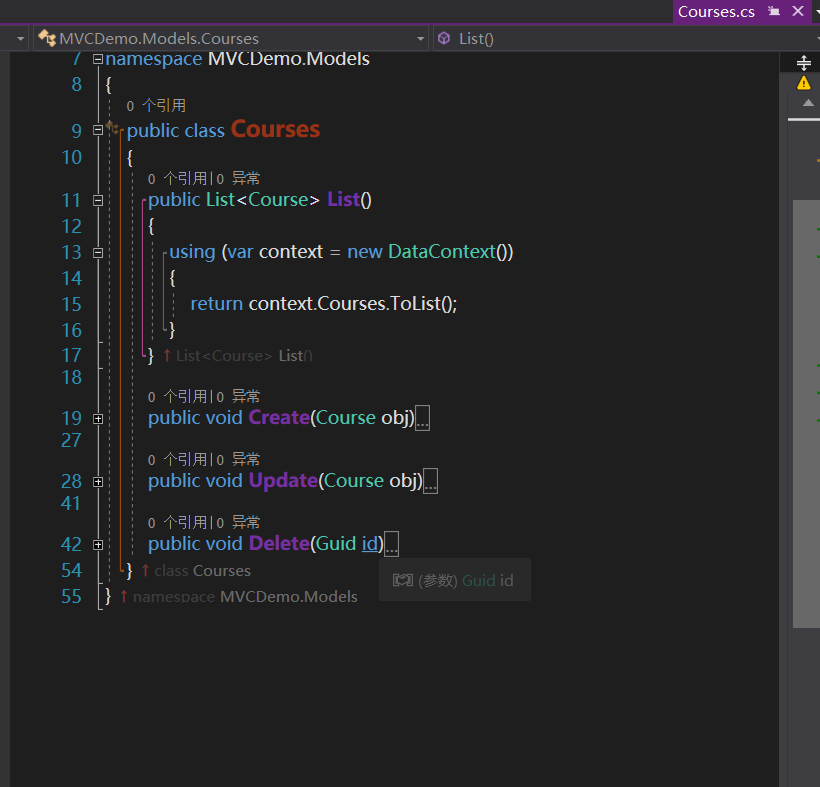 Courses.cs
MVCDemo.Models.Courses List()
7 namespace MVCDemo.Models
8 {
0 个引用
9 public class Courses
10 {
0 个引用|0 异常
11 public List<Course> List()
12 {
13 using (var context = new DataContext())
14 {
15 return context.Courses.ToList();
16 }
17 } ↑ List<Course> List()
18
0 个引用|0 异常
19 public void Create(Course obj)...
27
0 个引用|0 异常
28 public void Update(Course obj)...
41
0 个引用|0 异常
42 public void Delete(Guid id)...
54 } ↑ class Courses
(参数) Guid id
55 } ↑ namespace MVCDemo.Models